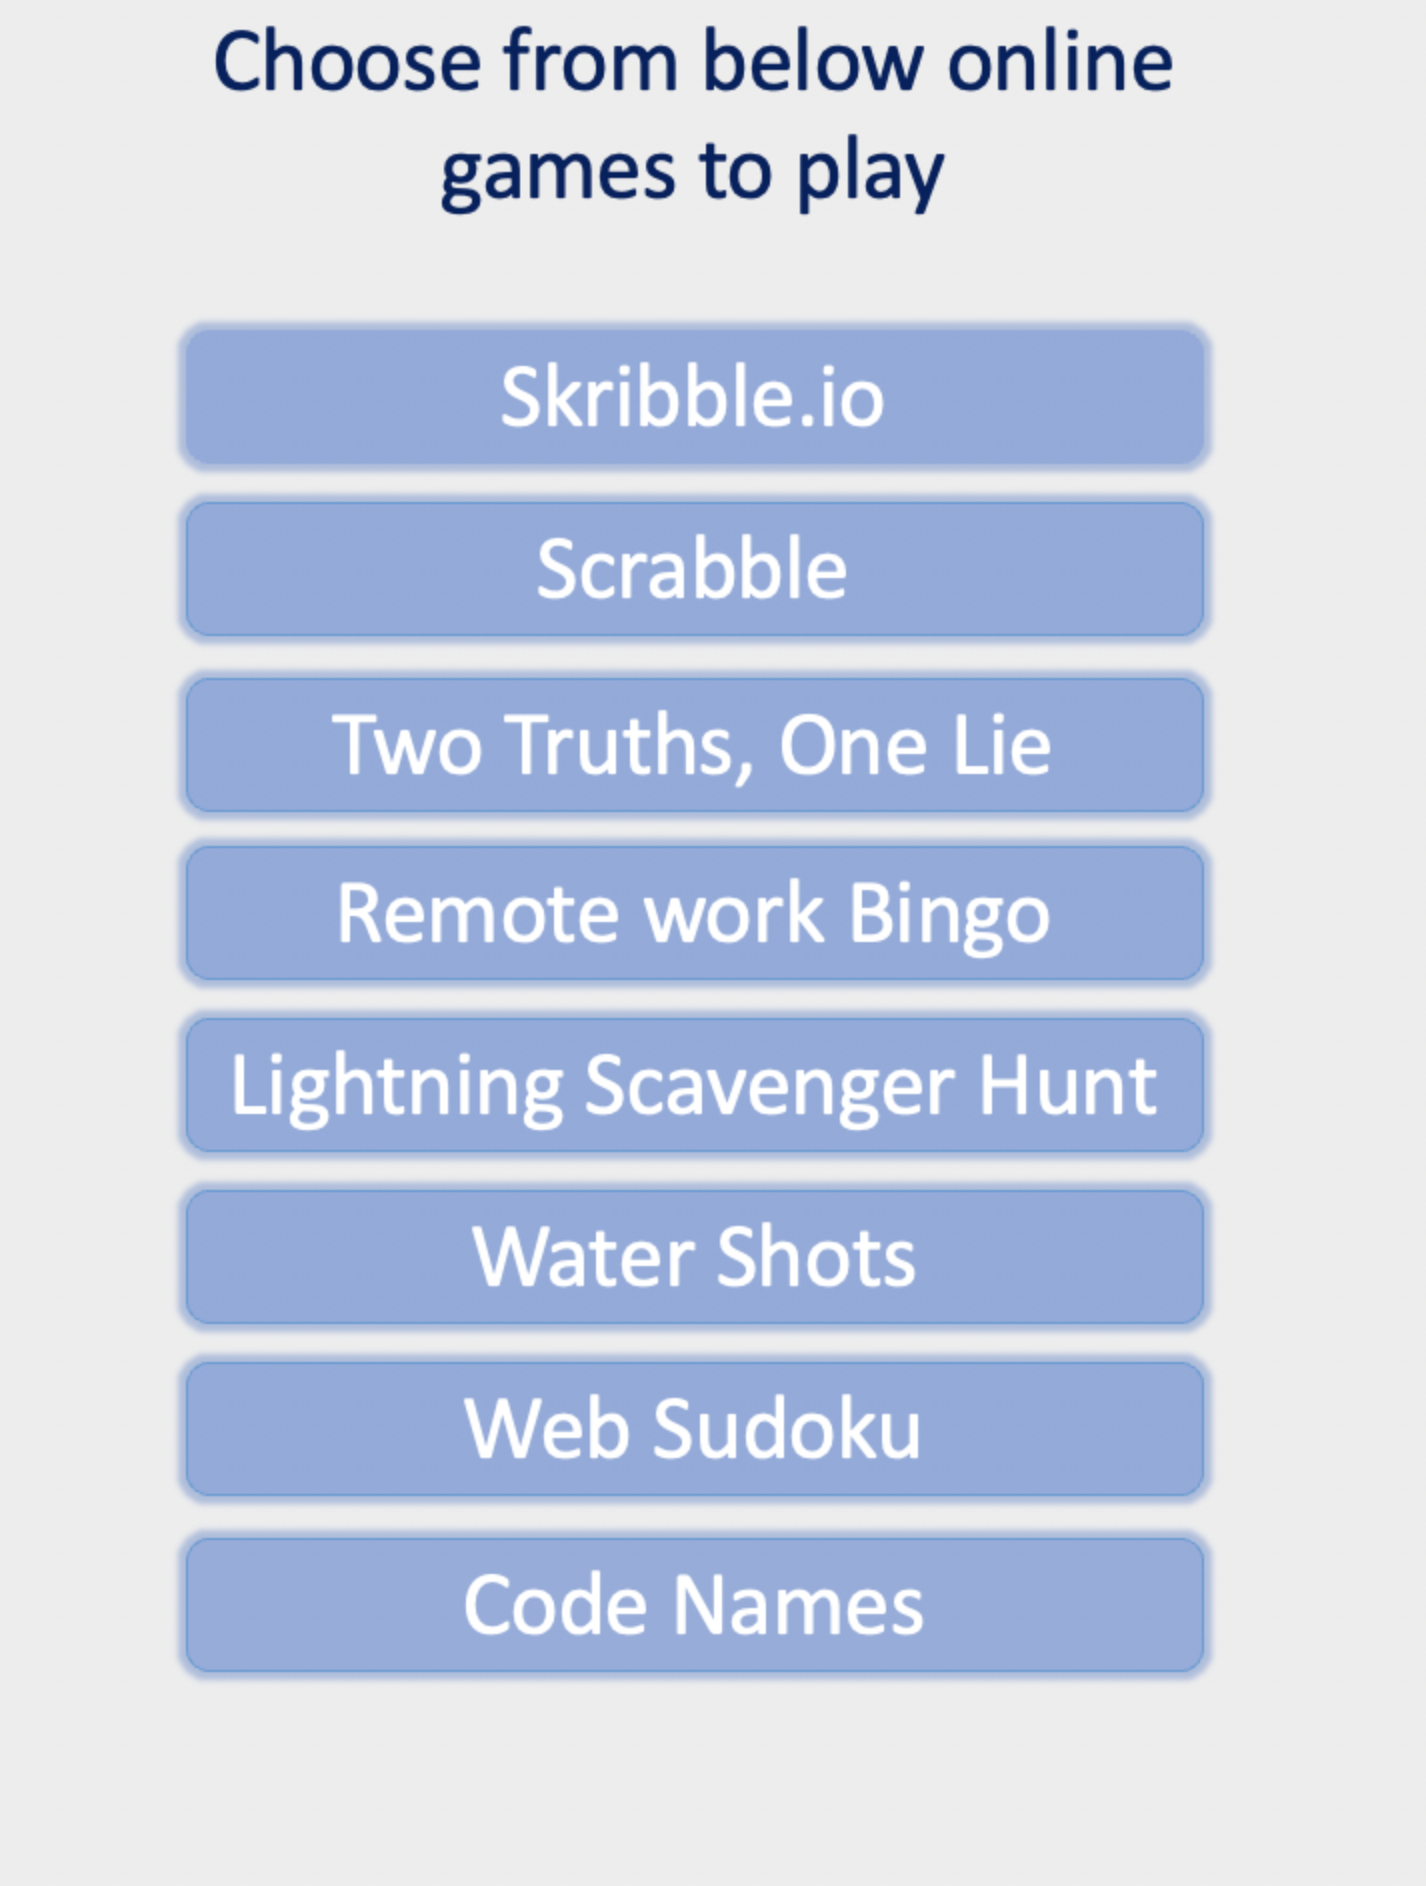 Choose from below online
games to play
Skribble.io
Scrabble
Two Truths, One Lie
Remote work Bingo
Lightning Scavenger Hunt
Water Shots
Web Sudoku
Code Names